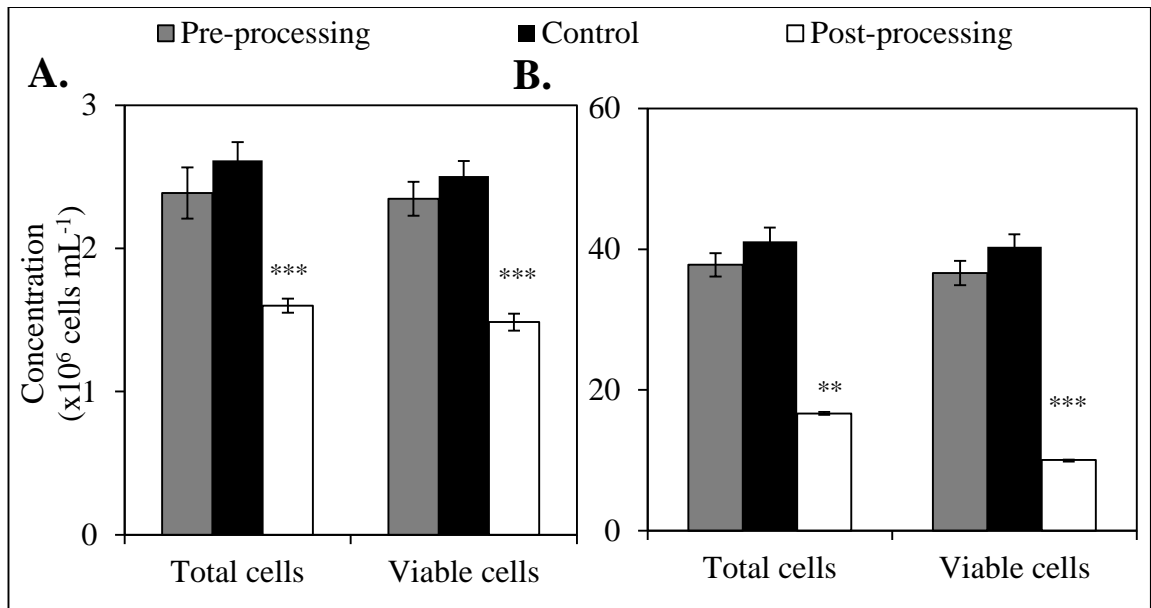 Pre-processing Control Post-processing
A. B.
3
2
1
0
60
40
20
0
Concentration
(x10⁶ cells mL⁻¹)
*** ***
** ***
Total cells Viable cells Total cells Viable cells